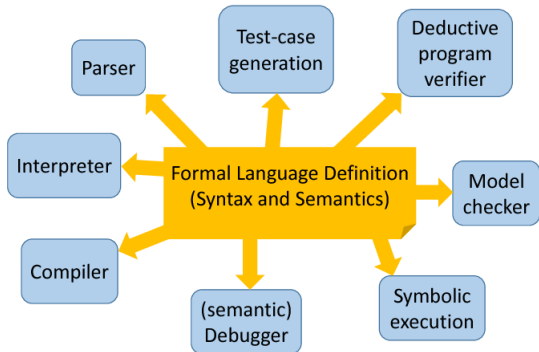 Parser
Test-case
generation
Deductive
program
verifier
Interpreter
Formal Language Definition
(Syntax and Semantics)
Model
checker
Compiler
(semantic)
Debugger
Symbolic
execution